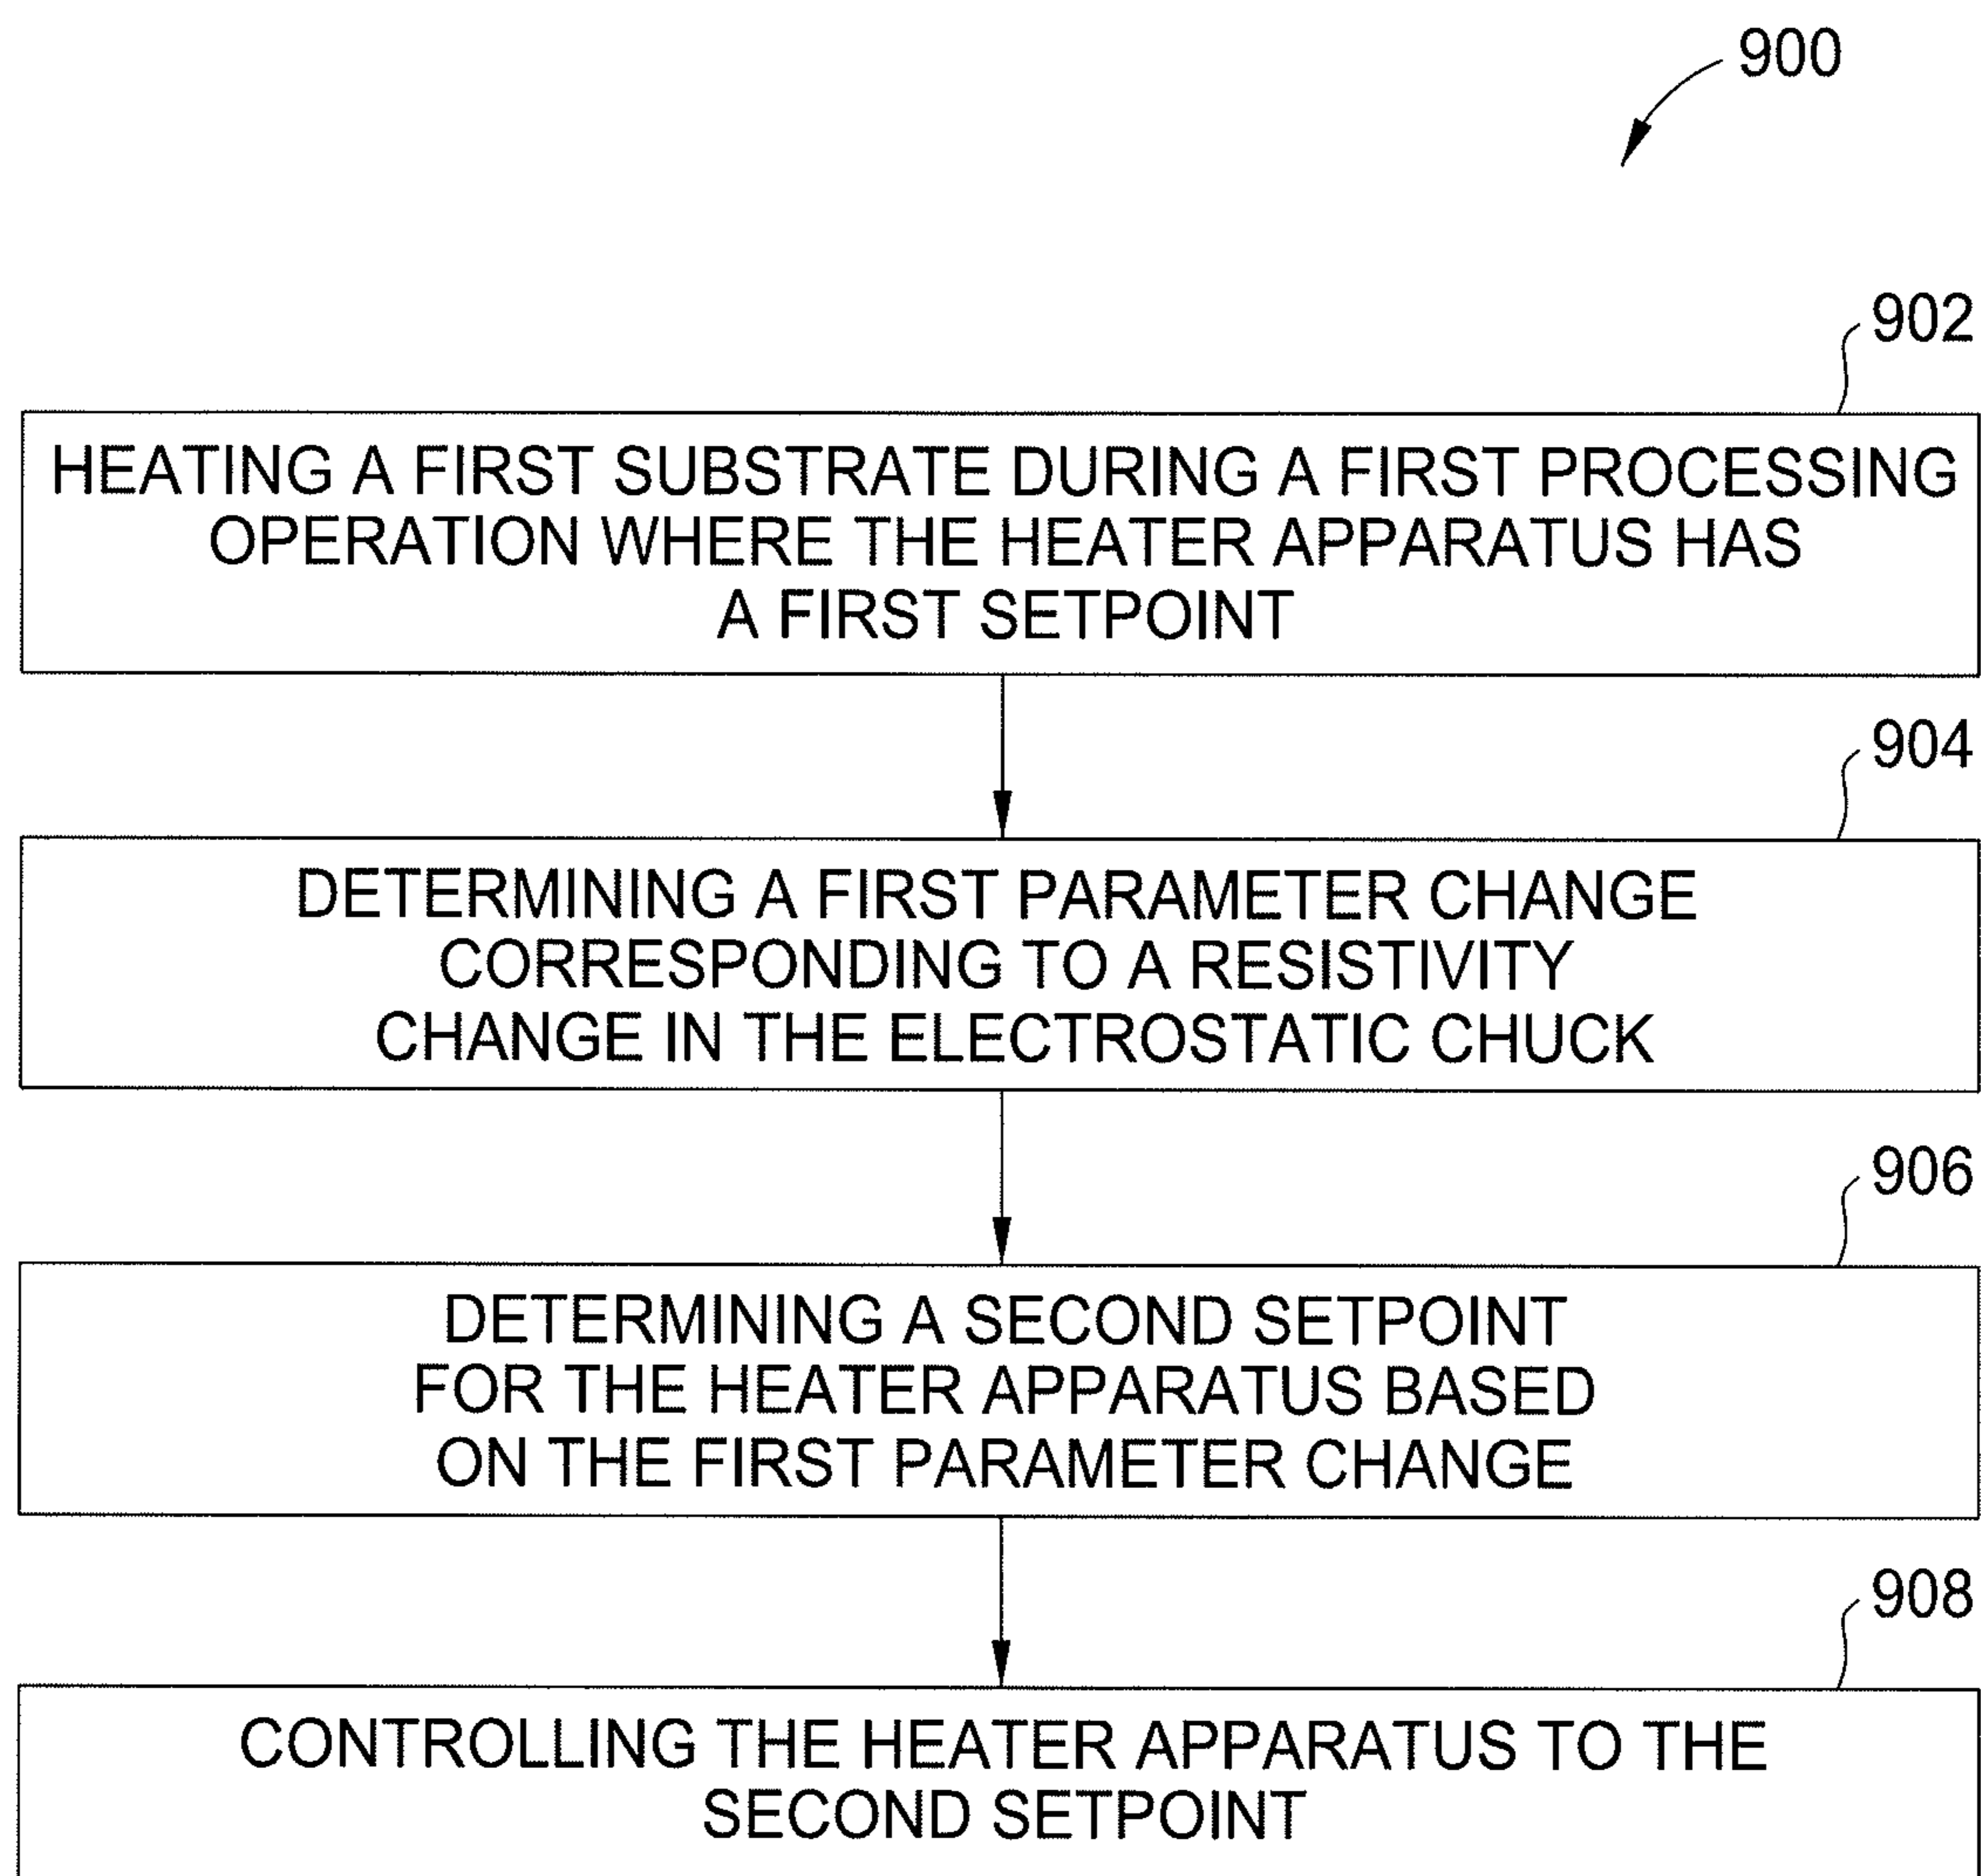 900
902
HEATING A FIRST SUBSTRATE DURING A FIRST PROCESSING
OPERATION WHERE THE HEATER APPARATUS HAS
A FIRST SETPOINT
904
DETERMINING A FIRST PARAMETER CHANGE
CORRESPONDING TO A RESISTIVITY
CHANGE IN THE ELECTROSTATIC CHUCK
906
DETERMINING A SECOND SETPOINT
FOR THE HEATER APPARATUS BASED
ON THE FIRST PARAMETER CHANGE
908
CONTROLLING THE HEATER APPARATUS TO THE
SECOND SETPOINT